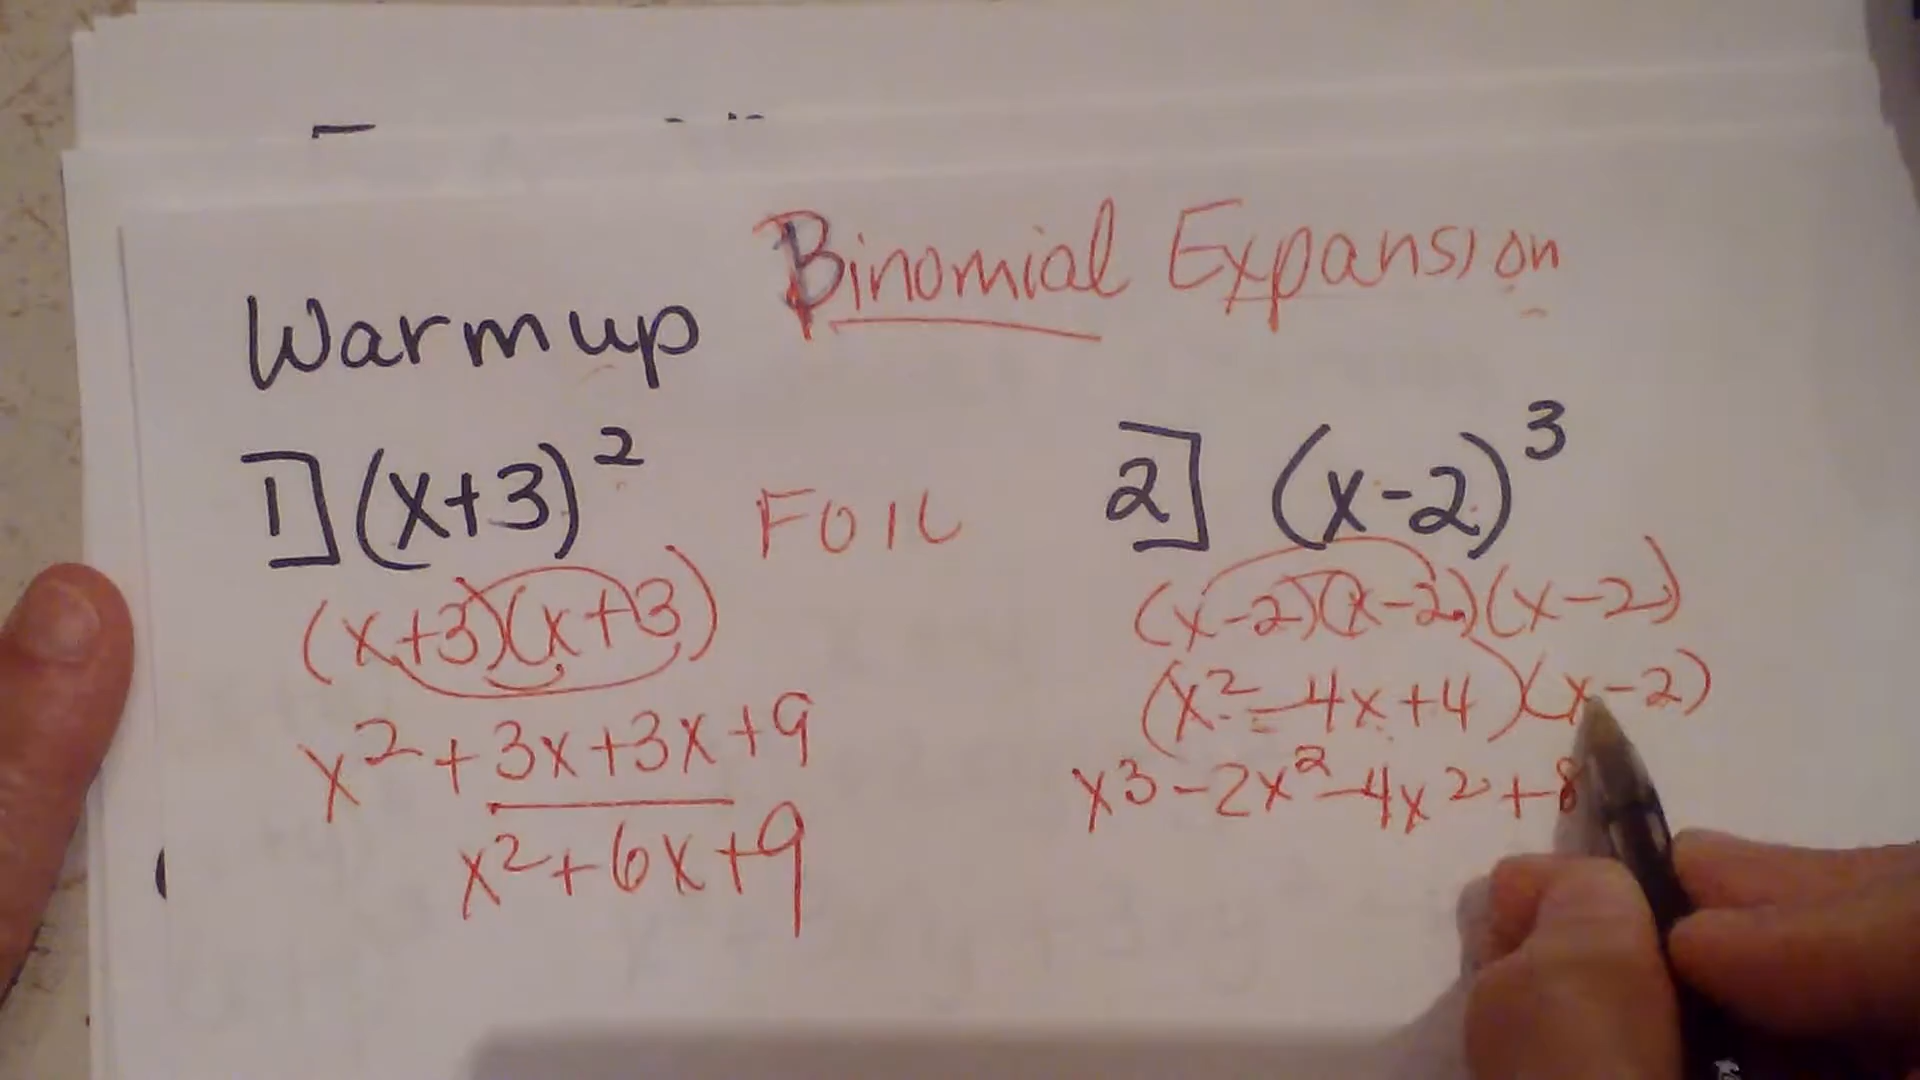 Binomial Expansion
Warmup
1] (x+3)²
FOIL
(x+3)(x+3)
x²+3x+3x+9
x²+6x+9
2] (x-2)³
(x-2)(x-2)(x-2)
(x²-4x+4)(x-2)
x3-2x²-4x²+8